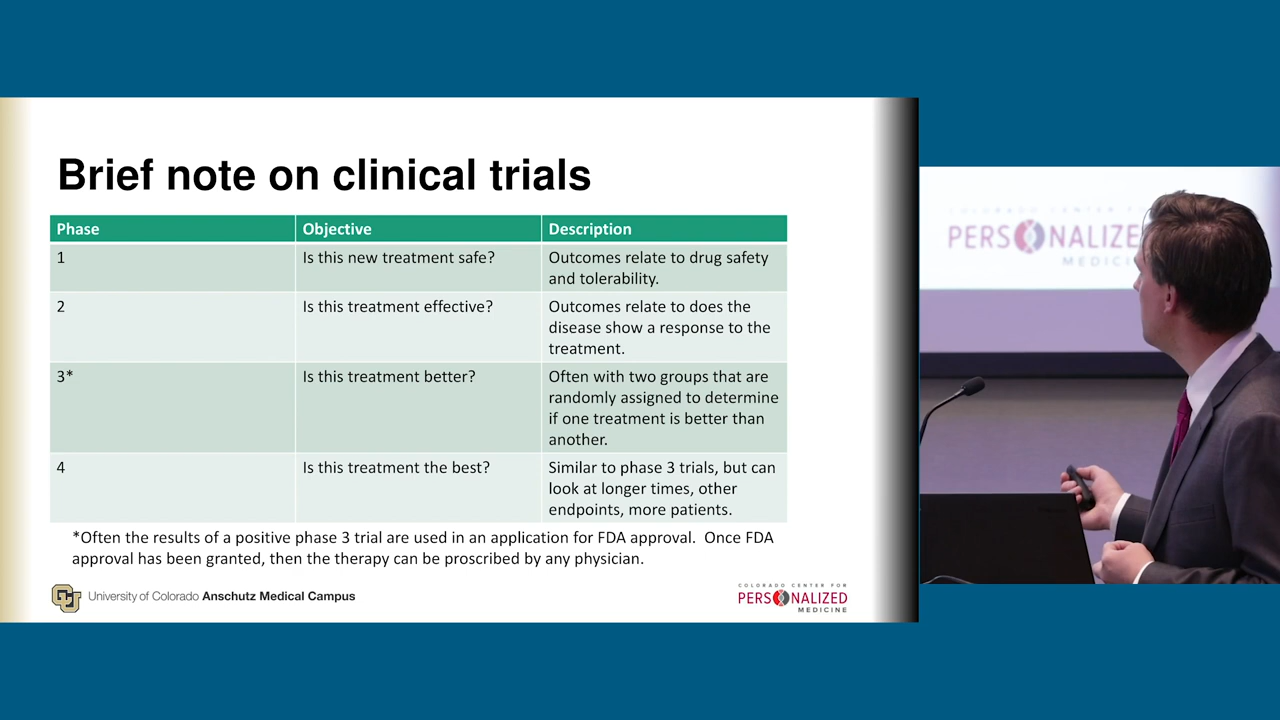 Brief note on clinical trials
Phase Objective Description
1 Is this new treatment safe? Outcomes relate to drug safety
and tolerability.
2 Is this treatment effective? Outcomes relate to does the
disease show a response to the
treatment.
3* Is this treatment better? Often with two groups that are
randomly assigned to determine
if one treatment is better than
another.
4 Is this treatment the best? Similar to phase 3 trials, but can
look at longer times, other
endpoints, more patients.
*Often the results of a positive phase 3 trial are used in an application for FDA approval. Once FDA
approval has been granted, then the therapy can be proscribed by any physician.
CU University of Colorado Anschutz Medical Campus
COLORADO CENTER FOR
PERSONALIZED
MEDICINE
COLORADO CENTER FOR
PERSONALIZE
MEDICI